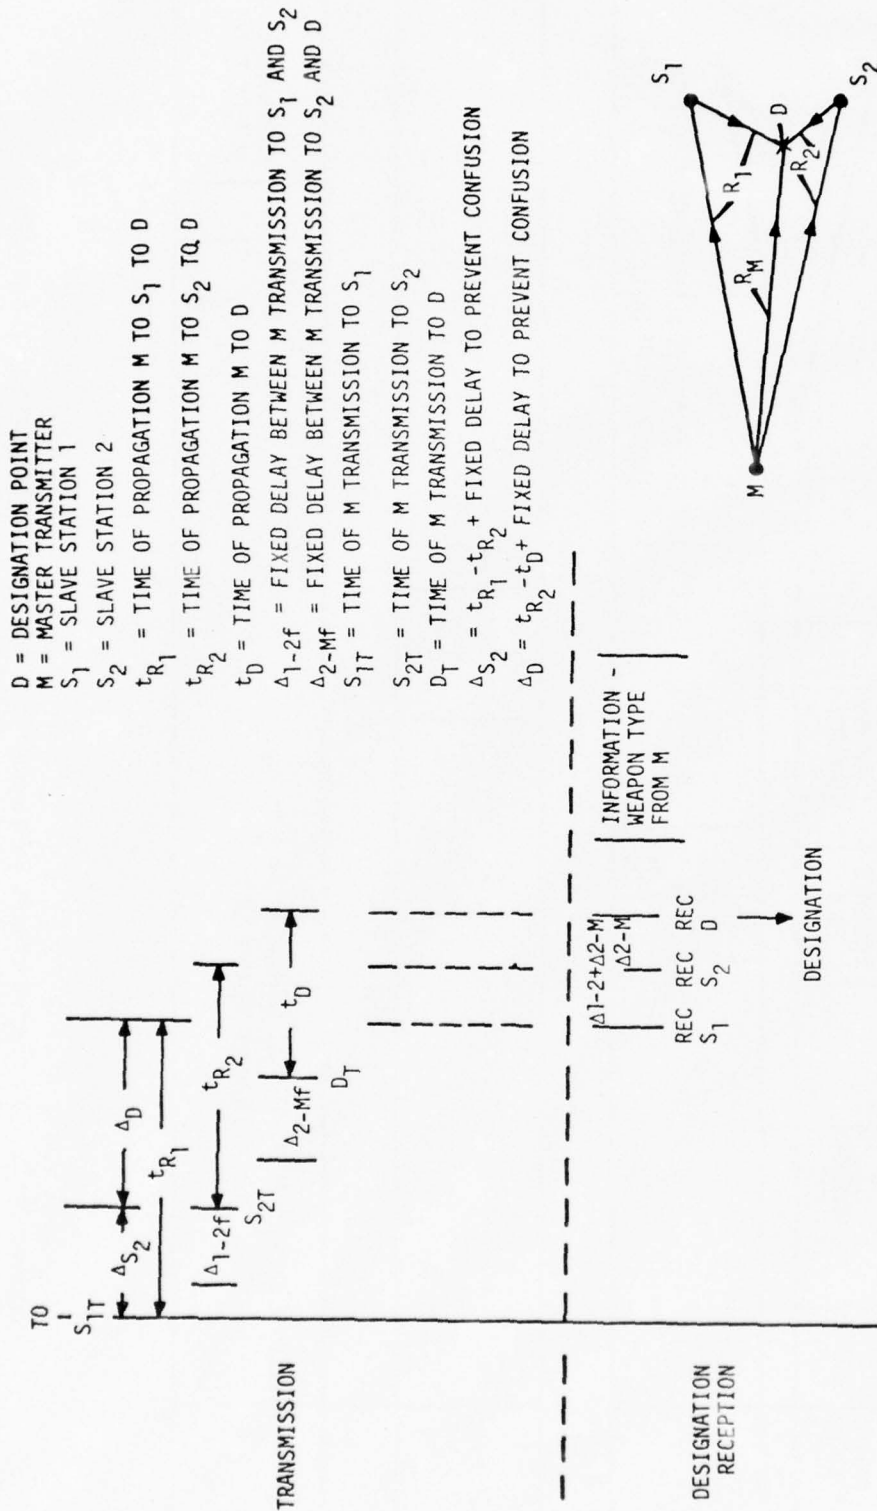 D = DESIGNATION POINT
M = MASTER TRANSMITTER
S1 = SLAVE STATION 1
S2 = SLAVE STATION 2
tR1 = TIME OF PROPAGATION M TO S1 TO D
tR2 = TIME OF PROPAGATION M TO S2 TO D
tD = TIME OF PROPAGATION M TO D
Δ1-2f = FIXED DELAY BETWEEN M TRANSMISSION TO S1 AND S2
Δ2-Mf = FIXED DELAY BETWEEN M TRANSMISSION TO S2 AND D
S1T = TIME OF M TRANSMISSION TO S1
S2T = TIME OF M TRANSMISSION TO S2
DT = TIME OF M TRANSMISSION TO D
ΔS2 = tR1 -tR2 + FIXED DELAY TO PREVENT CONFUSION
ΔD = tR2 -tD+ FIXED DELAY TO PREVENT CONFUSION
TO
S1T
ΔS2
ΔD
tR1
Δ1-2f
tR2
S2T
Δ2-Mf
tD
DT
TRANSMISSION
DESIGNATION
RECEPTION
Δ1-2+Δ2-M
Δ2-M
REC REC REC
S1 S2 D
DESIGNATION
INFORMATION -
WEAPON TYPE
FROM M
M
S1
R1
RM
D
R2
S2